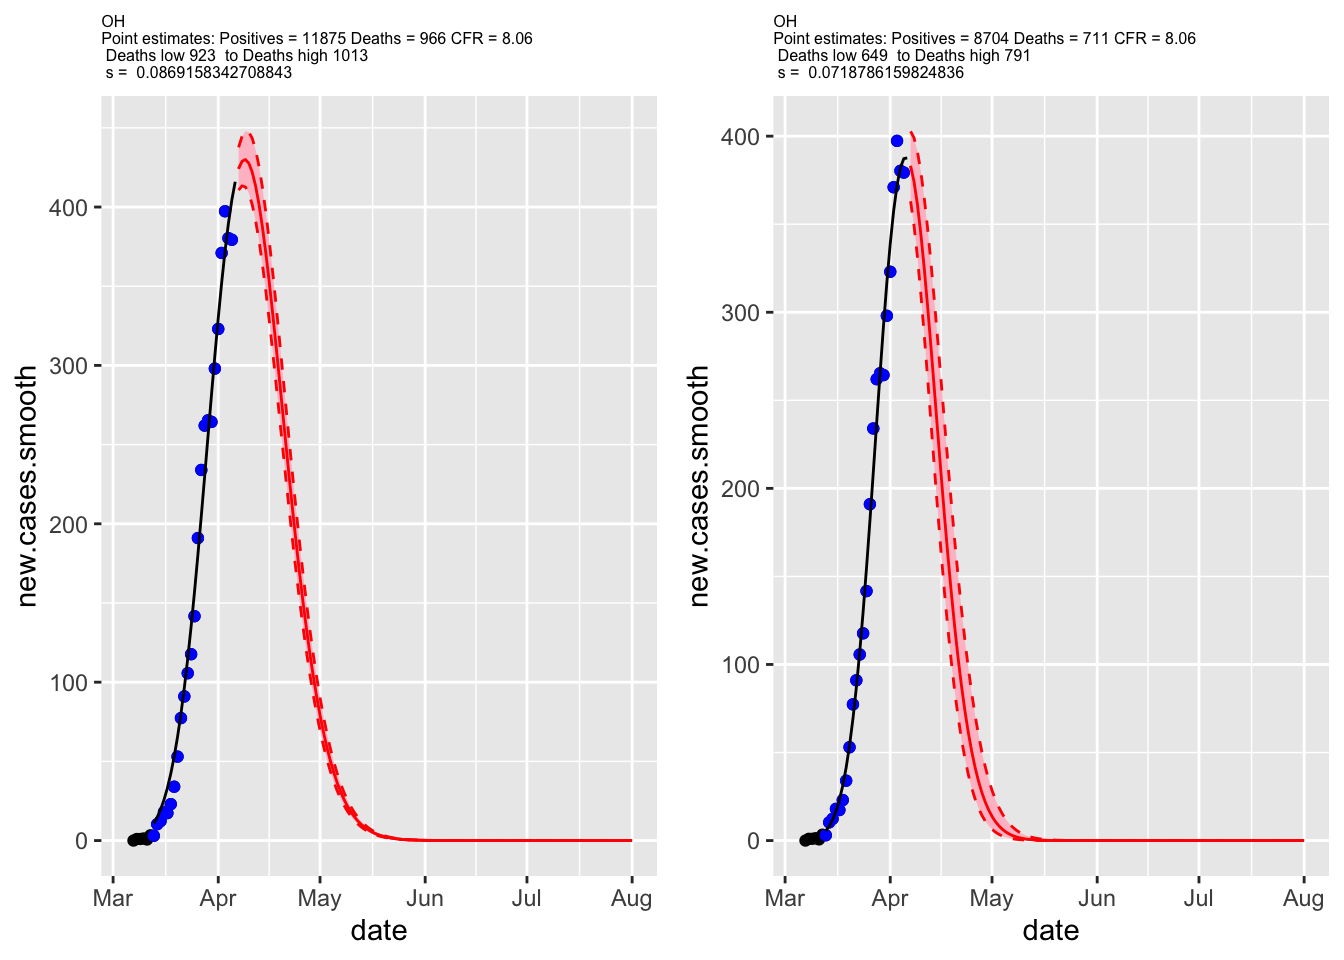 OH
Point estimates: Positives = 11875 Deaths = 966 CFR = 8.06
Deaths low 923  to Deaths high 1013
s =  0.0869158342708843
400
300
200
100
0
new.cases.smooth
Mar Apr May Jun Jul Aug
date
OH
Point estimates: Positives = 8704 Deaths = 711 CFR = 8.06
Deaths low 649  to Deaths high 791
s =  0.0718786159824836
400
300
200
100
0
new.cases.smooth
Mar Apr May Jun Jul Aug
date